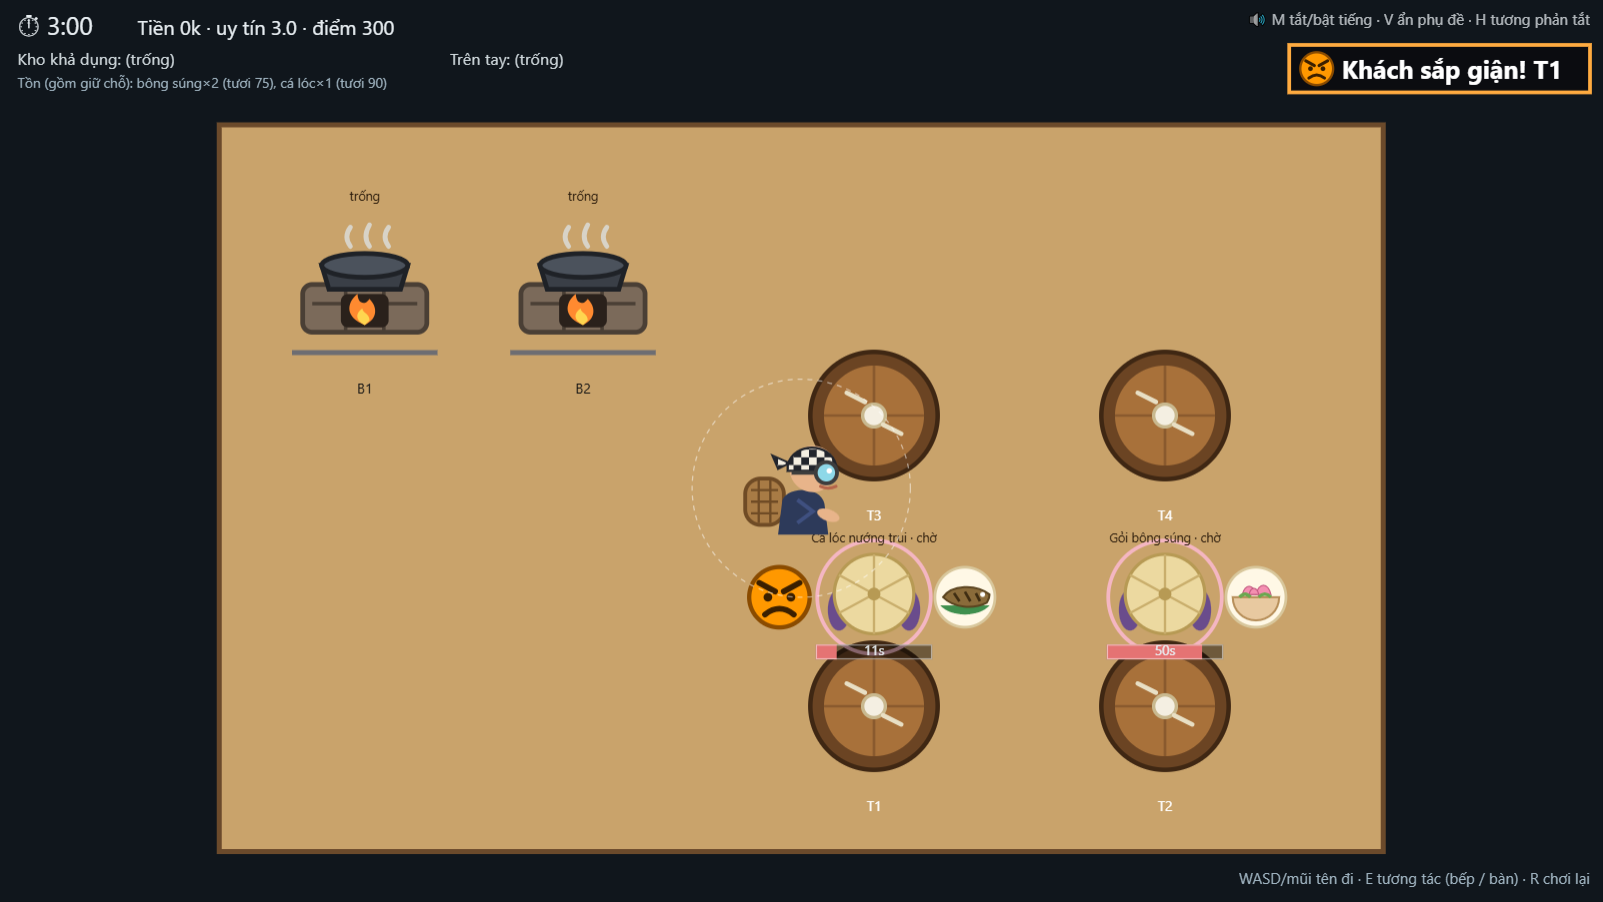 3:00
Tiền 0k · uy tín 3.0 · điểm 300
M tắt/bật tiếng · V ẩn phụ đề · H tương phản tắt
Kho khả dụng: (trống)
Trên tay: (trống)
Tồn (gồm giữ chỗ): bông súng×2 (tươi 75), cá lóc×1 (tươi 90)
Khách sắp giận! T1
trống
trống
B1
B2
T3
T4
Cá lóc nướng trui · chờ
Gỏi bông súng · chờ
11s
50s
T1
T2
WASD/mũi tên đi · E tương tác (bếp / bàn) · R chơi lại